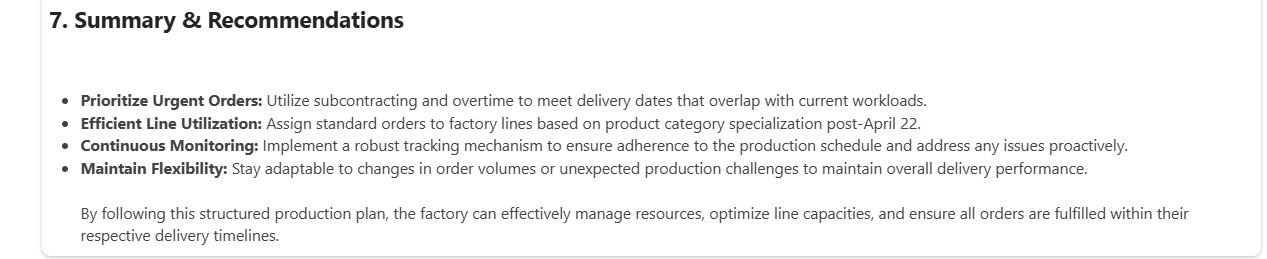 7. Summary & Recommendations
• Prioritize Urgent Orders: Utilize subcontracting and overtime to meet delivery dates that overlap with current workloads.
• Efficient Line Utilization: Assign standard orders to factory lines based on product category specialization post-April 22.
• Continuous Monitoring: Implement a robust tracking mechanism to ensure adherence to the production schedule and address any issues proactively.
• Maintain Flexibility: Stay adaptable to changes in order volumes or unexpected production challenges to maintain overall delivery performance.
By following this structured production plan, the factory can effectively manage resources, optimize line capacities, and ensure all orders are fulfilled within their
respective delivery timelines.